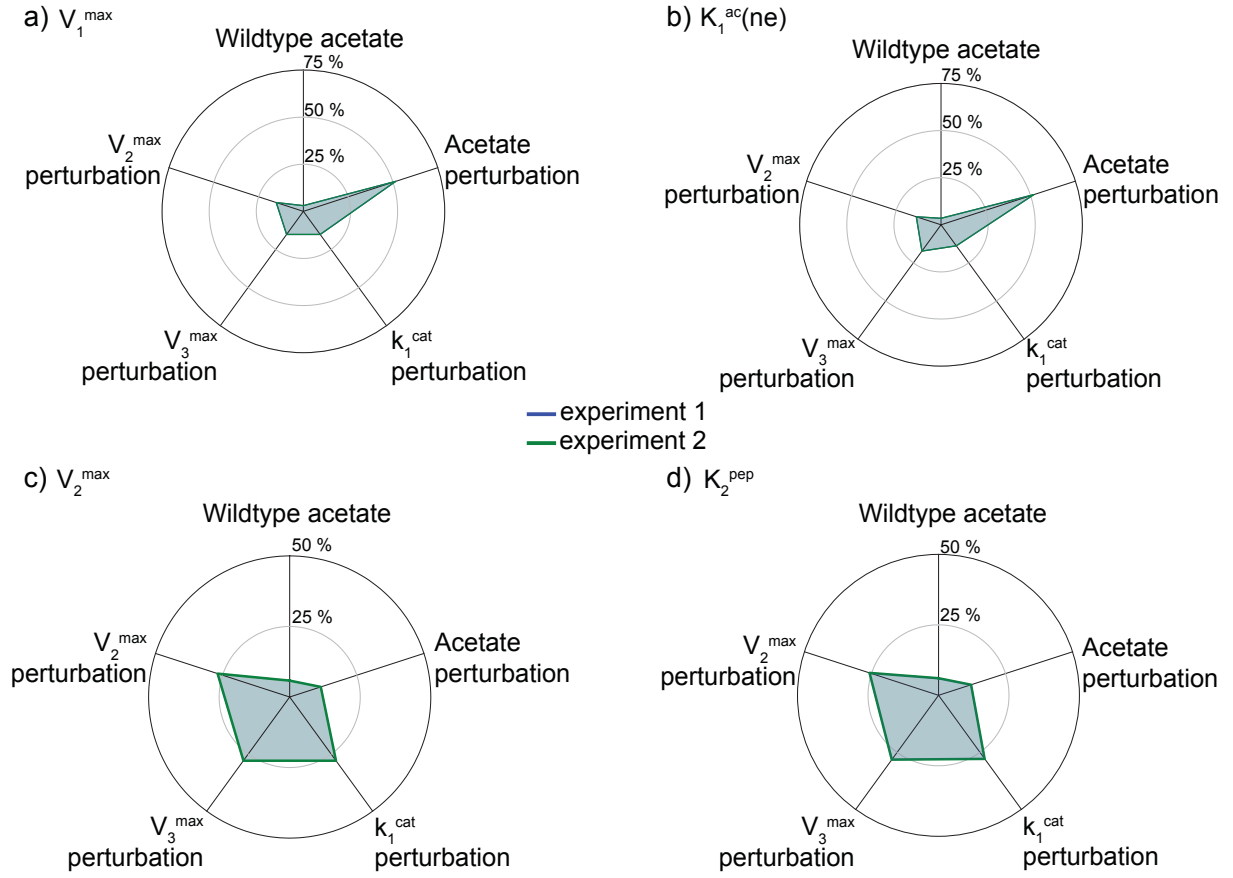 a) V₁ᵐᵃˣ
Wildtype acetate
75 %
50 %
25 %
V₂ᵐᵃˣ
perturbation
Acetate
perturbation
V₃ᵐᵃˣ
perturbation
k₁ᶜᵃᵗ
perturbation
b) K₁ᵃᶜ(ne)
Wildtype acetate
75 %
50 %
25 %
V₂ᵐᵃˣ
perturbation
Acetate
perturbation
V₃ᵐᵃˣ
perturbation
k₁ᶜᵃᵗ
perturbation
experiment 1
experiment 2
c) V₂ᵐᵃˣ
Wildtype acetate
50 %
25 %
V₂ᵐᵃˣ
perturbation
Acetate
perturbation
V₃ᵐᵃˣ
perturbation
k₁ᶜᵃᵗ
perturbation
d) K₂ᵖᵉᵖ
Wildtype acetate
50 %
25 %
V₂ᵐᵃˣ
perturbation
Acetate
perturbation
V₃ᵐᵃˣ
perturbation
k₁ᶜᵃᵗ
perturbation